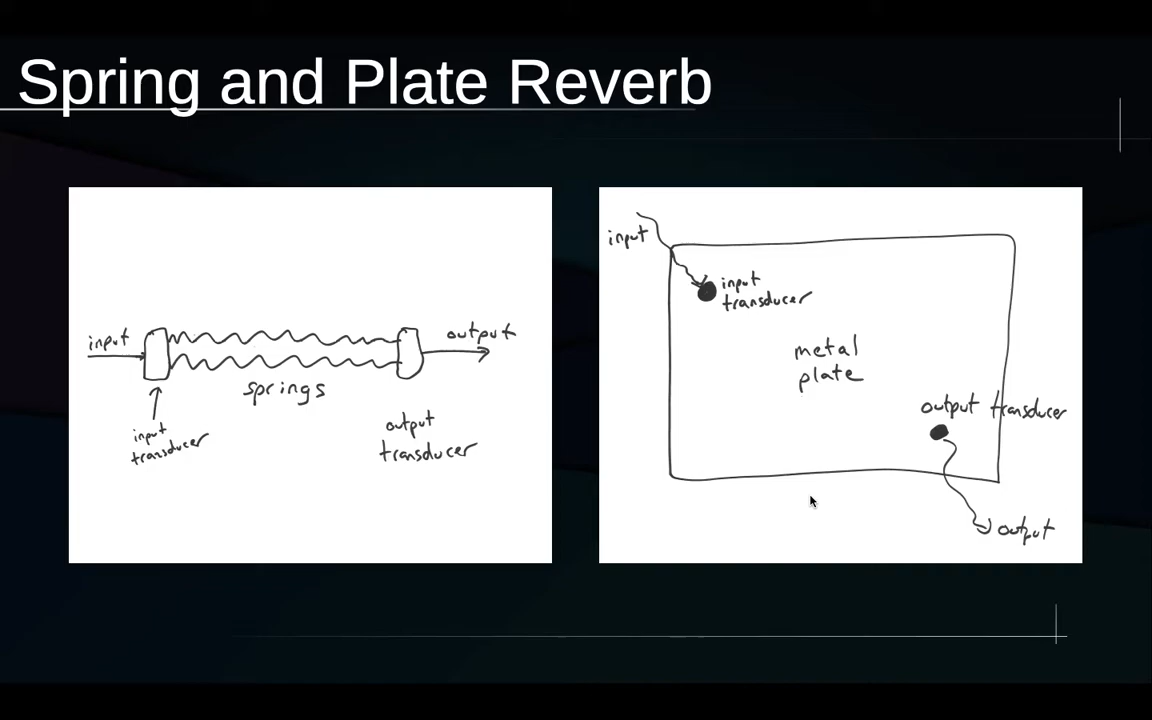 Spring and Plate Reverb
input
output
springs
input
transducer
output
transducer
input
input
transducer
metal
plate
output transducer
output